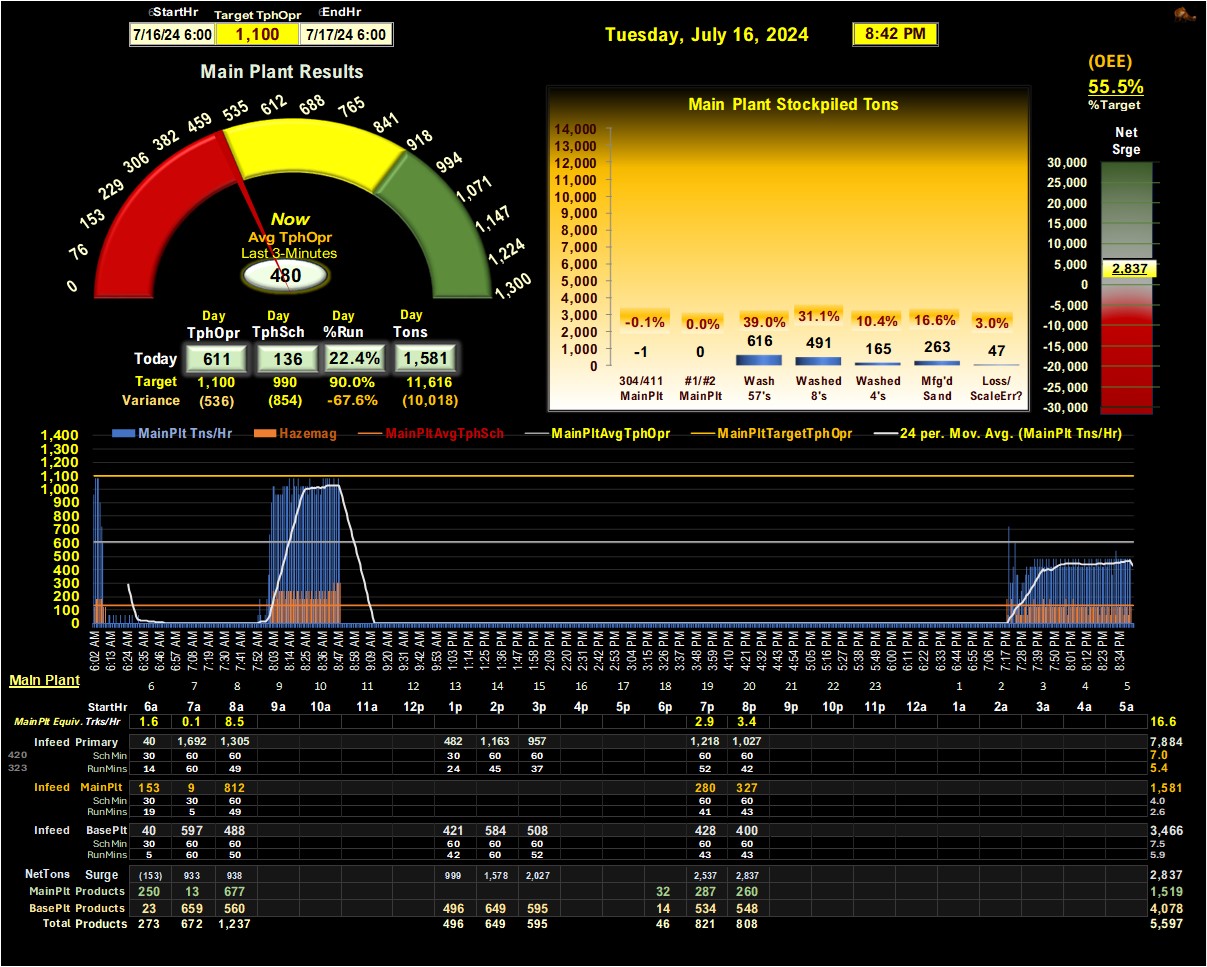 StartHr Target TphOpr EndHr
7/16/24 6:00 1,100 7/17/24 6:00
Tuesday, July 16, 2024 8:42 PM
(OEE)
55.5%
%Target
Main Plant Results
0 76 153 229 306 382 459 535 612 688 765 841 918 994 1,071 1,147 1,224 1,300
Now
Avg TphOpr
Last 3-Minutes
480
Day Day Day Day
TphOpr TphSch %Run Tons
Today 611 136 22.4% 1,581
Target 1,100 990 90.0% 11,616
Variance (536) (854) -67.6% (10,018)
Main Plant Stockpiled Tons
14,000
13,000
12,000
11,000
10,000
9,000
8,000
7,000
6,000
5,000
4,000
3,000
2,000
1,000
0
-0.1% 0.0% 39.0% 31.1% 10.4% 16.6% 3.0%
-1 0 616 491 165 263 47
304/411 #1/#2 Wash Washed Washed Mfg'd Loss/
MainPlt MainPlt 57's 8's 4's Sand ScaleErr?
Net
Srge
30,000
25,000
20,000
15,000
10,000
5,000
2,837
0
-5,000
-10,000
-15,000
-20,000
-25,000
-30,000
MainPlt Tns/Hr Hazemag MainPltAvgTphSch MainPltAvgTphOpr MainPltTargetTphOpr 24 per. Mov. Avg. (MainPlt Tns/Hr)
1,400
1,300
1,200
1,100
1,000
900
800
700
600
500
400
300
200
100
0
6:02 AM 6:13 AM 6:24 AM 6:35 AM 6:46 AM 6:57 AM 7:08 AM 7:19 AM 7:30 AM 7:41 AM 7:52 AM 8:03 AM 8:14 AM 8:25 AM 8:36 AM 8:47 AM 9:09 AM 9:20 AM 9:31 AM 9:42 AM 9:53 AM 1:03 PM 1:14 PM 1:25 PM 1:36 PM 1:47 PM 1:58 PM 2:09 PM 2:20 PM 2:31 PM 2:42 PM 2:53 PM 3:04 PM 3:15 PM 3:26 PM 3:37 PM 3:48 PM 3:59 PM 4:10 PM 4:21 PM 4:32 PM 4:43 PM 4:54 PM 5:05 PM 5:16 PM 5:27 PM 5:38 PM 5:49 PM 6:00 PM 6:11 PM 6:22 PM 6:33 PM 6:44 PM 6:55 PM 7:06 PM 7:17 PM 7:28 PM 7:39 PM 7:50 PM 8:01 PM 8:12 PM 8:23 PM 8:34 PM
Main Plant
6 7 8 9 10 11 12 13 14 15 16 17 18 19 20 21 22 23 1 2 3 4 5
StartHr 6a 7a 8a 9a 10a 11a 12p 1p 2p 3p 4p 5p 6p 7p 8p 9p 10p 11p 12a 1a 2a 3a 4a 5a
MainPlt Equiv. Trks/Hr 1.6 0.1 8.5 2.9 3.4 16.6
Infeed Primary 40 1,692 1,305 482 1,163 957 1,218 1,027 7,884
420 SchMin 30 60 60 30 60 60 60 60 7.0
323 RunMins 14 60 49 24 45 37 52 42 5.4
Infeed MainPlt 153 9 812 280 327 1,581
SchMin 30 30 60 60 60 4.0
RunMins 19 5 49 41 43 2.6
Infeed BasePlt 40 597 488 421 584 508 428 400 3,466
SchMin 30 60 60 60 60 60 60 60 7.5
RunMins 5 60 50 42 60 52 43 43 5.9
NetTons Surge (153) 933 938 999 1,578 2,027 2,537 2,837 2,837
MainPlt Products 250 13 677 32 287 260 1,519
BasePlt Products 23 659 560 496 649 595 14 534 548 4,078
Total Products 273 672 1,237 496 649 595 46 821 808 5,597